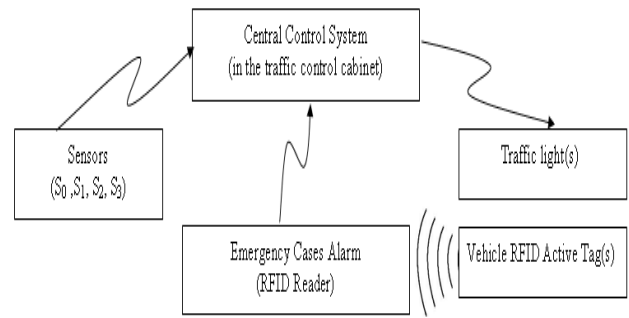 Central Control System
(in the traffic control cabinet)
Sensors
(S₀ ,S₁, S₂, S₃)
Traffic light(s)
Emergency Cases Alarm
(RFID Reader)
Vehicle RFID Active Tag(s)